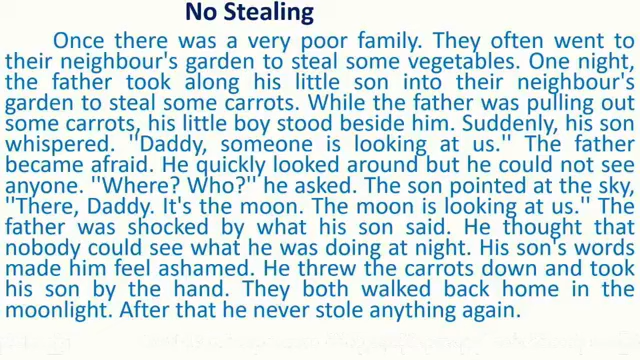 No Stealing
Once there was a very poor family. They often went to
their neighbour's garden to steal some vegetables. One night,
the father took along his little son into their neighbour's
garden to steal some carrots. While the father was pulling out
some carrots, his little boy stood beside him. Suddenly, his son
whispered. "Daddy, someone is looking at us." The father
became afraid. He quickly looked around but he could not see
anyone. "Where? Who?" he asked. The son pointed at the sky,
"There, Daddy. It's the moon. The moon is looking at us." The
father was shocked by what his son said. He thought that
nobody could see what he was doing at night. His son's words
made him feel ashamed. He threw the carrots down and took
his son by the hand. They both walked back home in the
moonlight. After that he never stole anything again.